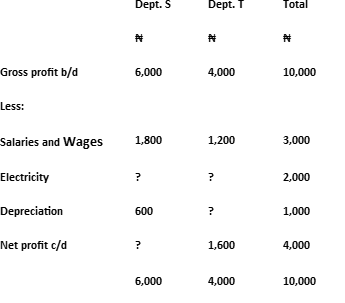 Dept. S Dept. T Total
₦ ₦ ₦
Gross profit b/d 6,000 4,000 10,000
Less:
Salaries and Wages 1,800 1,200 3,000
Electricity ? ? 2,000
Depreciation 600 ? 1,000
Net profit c/d ? 1,600 4,000
6,000 4,000 10,000